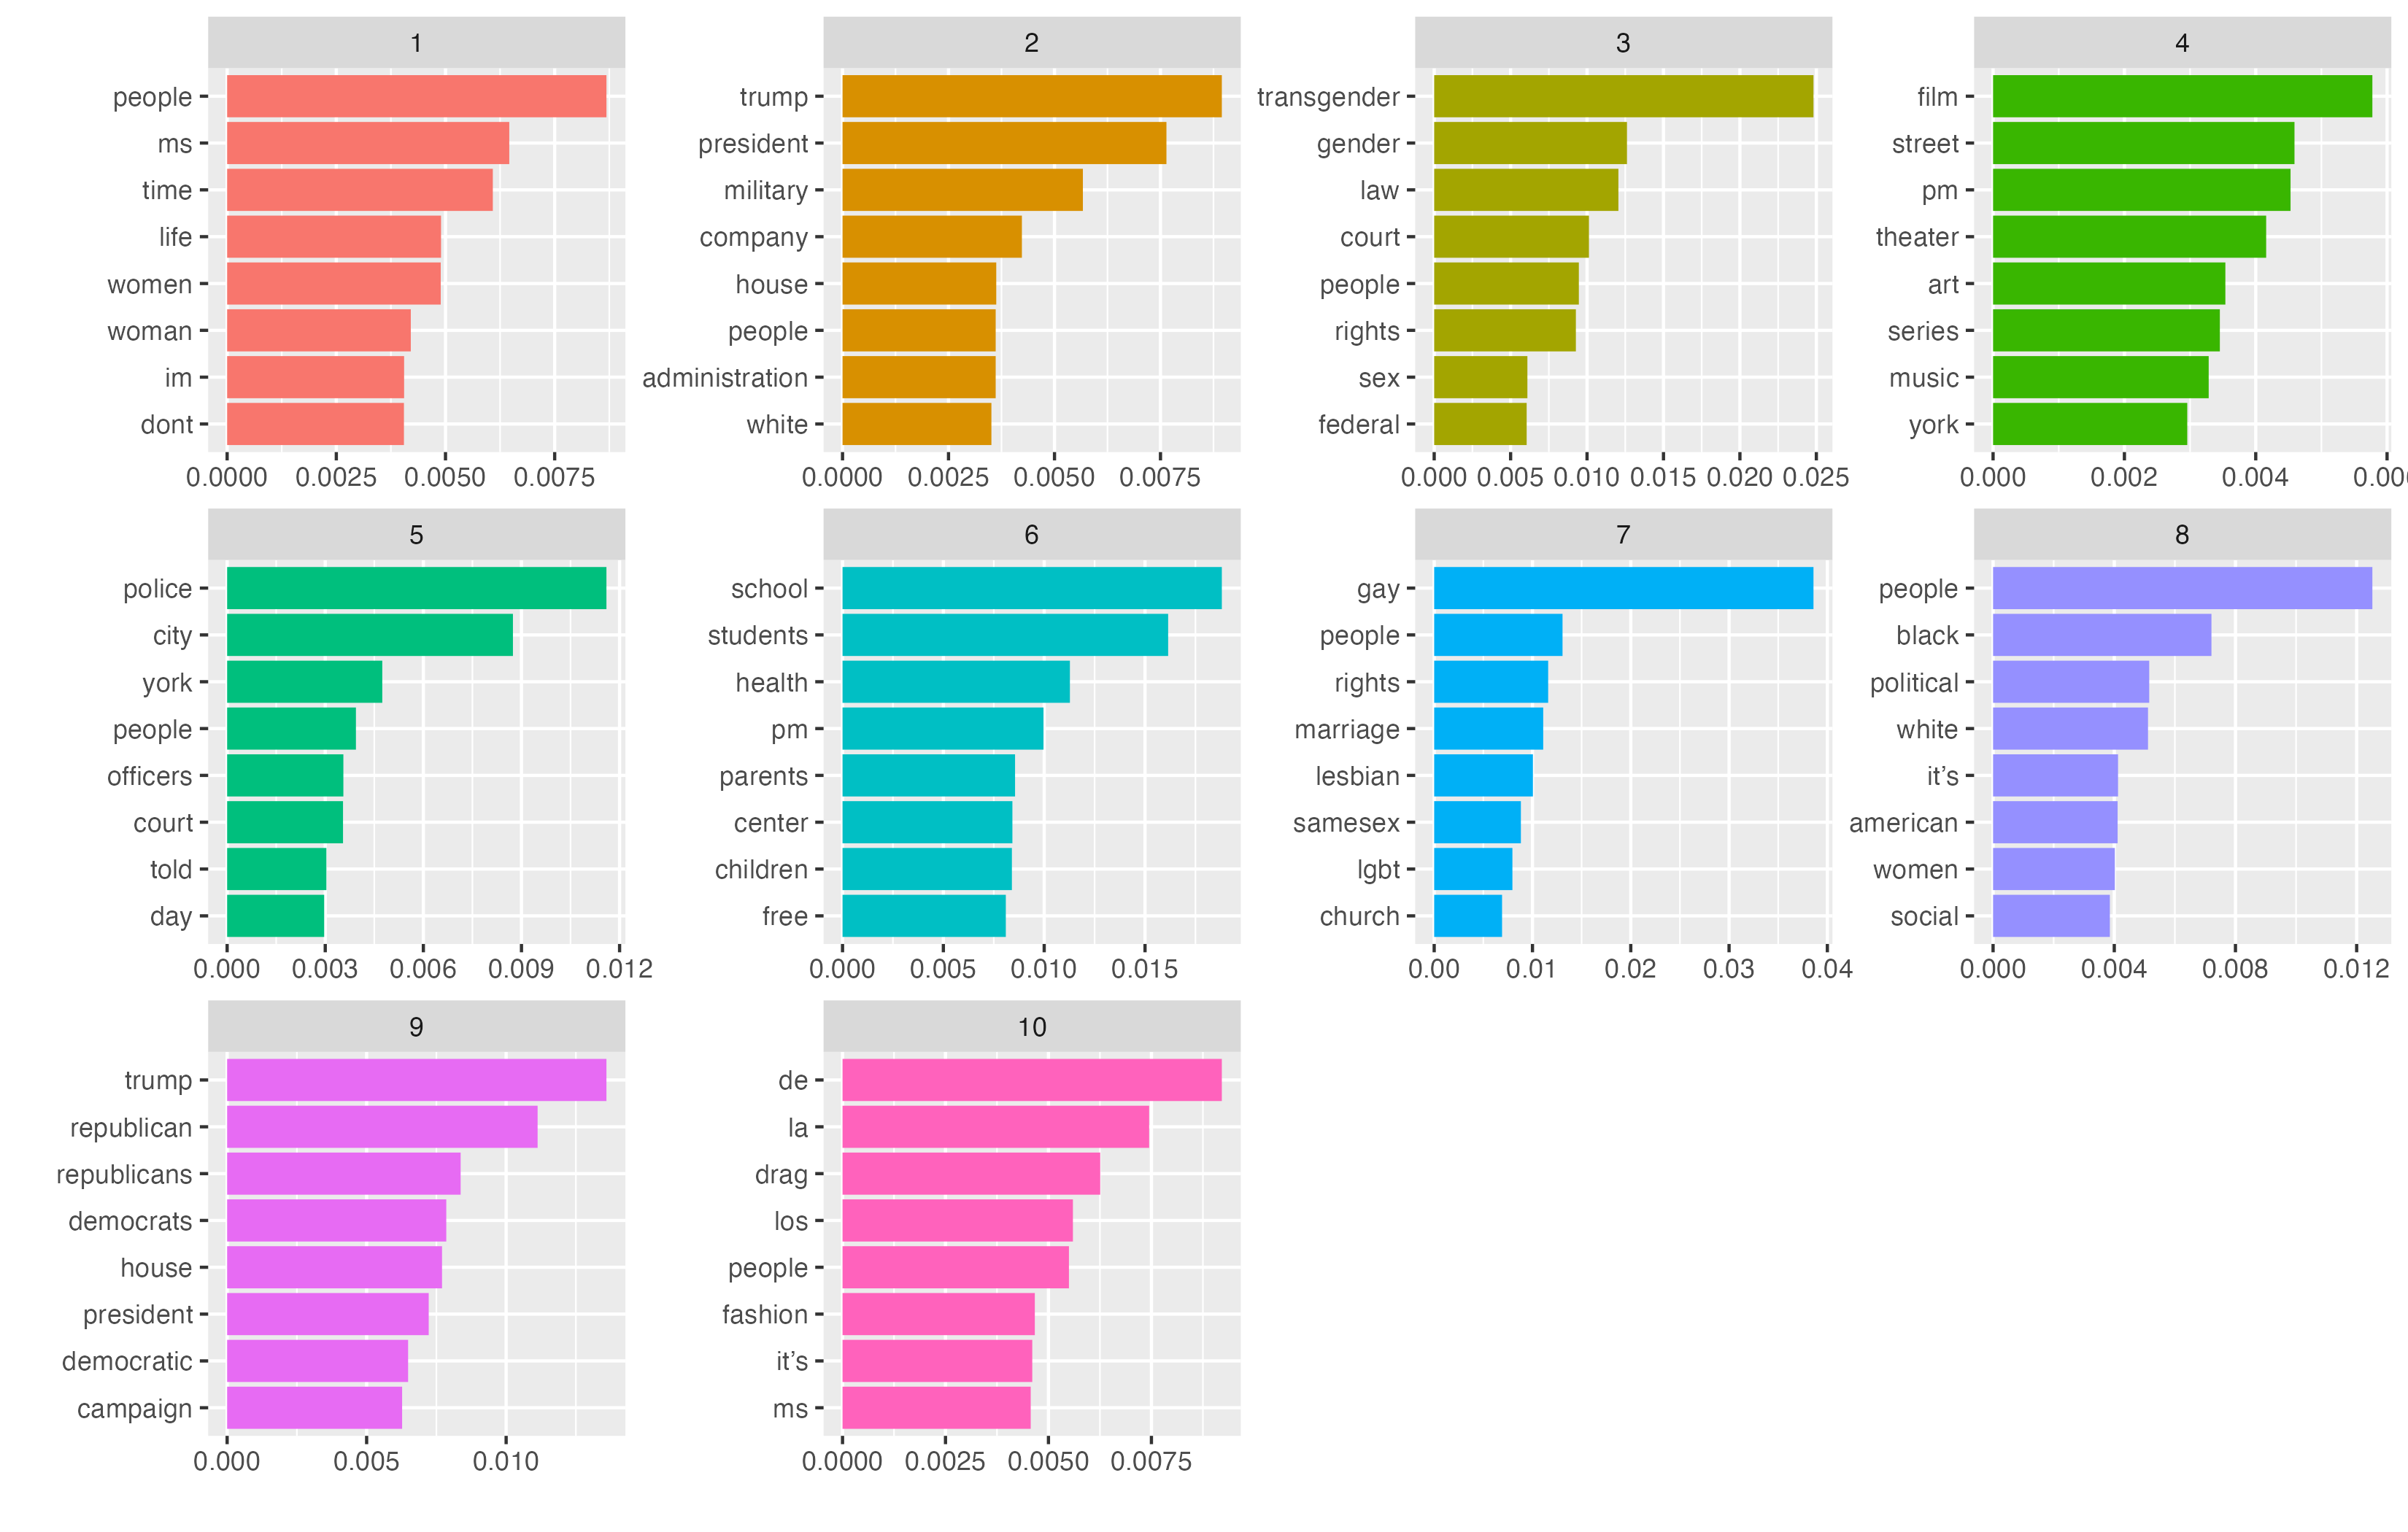 1
people
ms
time
life
women
woman
im
dont
0.0000 0.0025 0.0050 0.0075
2
trump
president
military
company
house
people
administration
white
0.0000 0.0025 0.0050 0.0075
3
transgender
gender
law
court
people
rights
sex
federal
0.000 0.005 0.010 0.015 0.020 0.025
4
film
street
pm
theater
art
series
music
york
0.000 0.002 0.004 0.00
5
police
city
york
people
officers
court
told
day
0.000 0.003 0.006 0.009 0.012
6
school
students
health
pm
parents
center
children
free
0.000 0.005 0.010 0.015
7
gay
people
rights
marriage
lesbian
samesex
lgbt
church
0.00 0.01 0.02 0.03 0.04
8
people
black
political
white
it’s
american
women
social
0.000 0.004 0.008 0.012
9
trump
republican
republicans
democrats
house
president
democratic
campaign
0.000 0.005 0.010
10
de
la
drag
los
people
fashion
it’s
ms
0.0000 0.0025 0.0050 0.0075